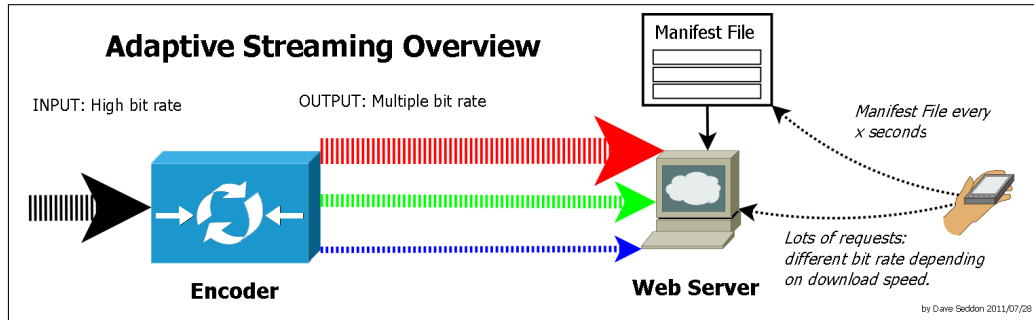 Adaptive Streaming Overview
Manifest File
INPUT: High bit rate
OUTPUT: Multiple bit rate
Manifest File every
x seconds
Lots of requests:
different bit rate depending
on download speed.
Encoder
Web Server
by Dave Seddon 2011/07/28